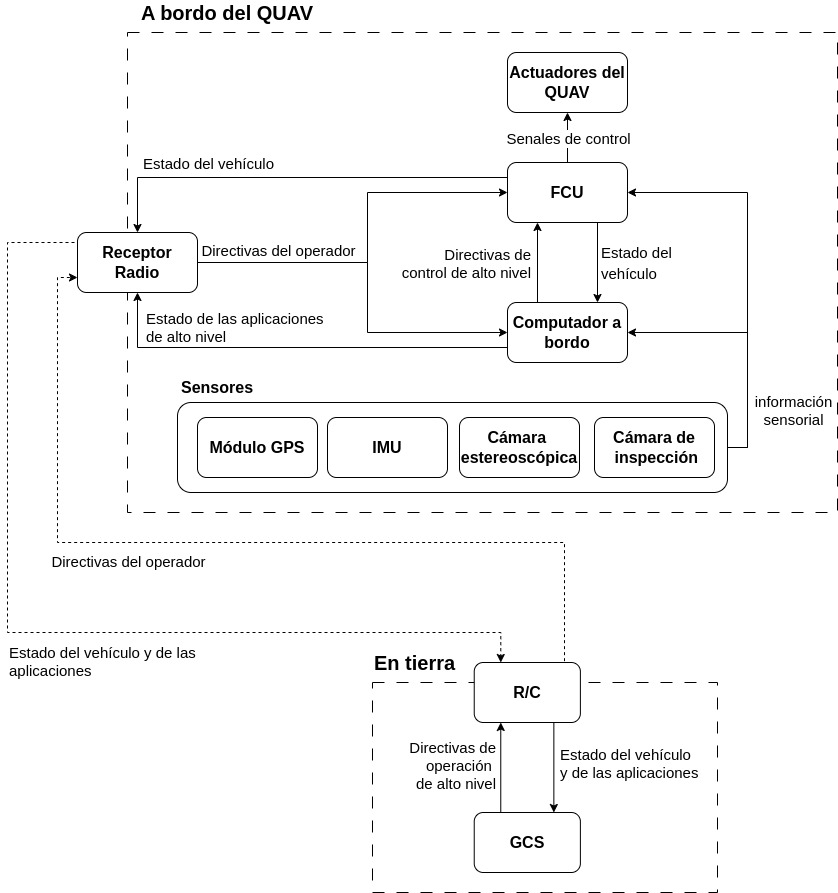 A bordo del QUAV
Actuadores del
QUAV
Senales de control
Estado del vehículo
FCU
Receptor
Radio
Directivas del operador
Directivas de
control de alto nivel
Estado del
vehículo
Estado de las aplicaciones
de alto nivel
Computador a
bordo
Sensores
información
sensorial
Módulo GPS
IMU
Cámara
estereoscópica
Cámara de
inspección
Directivas del operador
Estado del vehículo y de las
aplicaciones
En tierra
R/C
Directivas de
operación
de alto nivel
Estado del vehículo
y de las aplicaciones
GCS